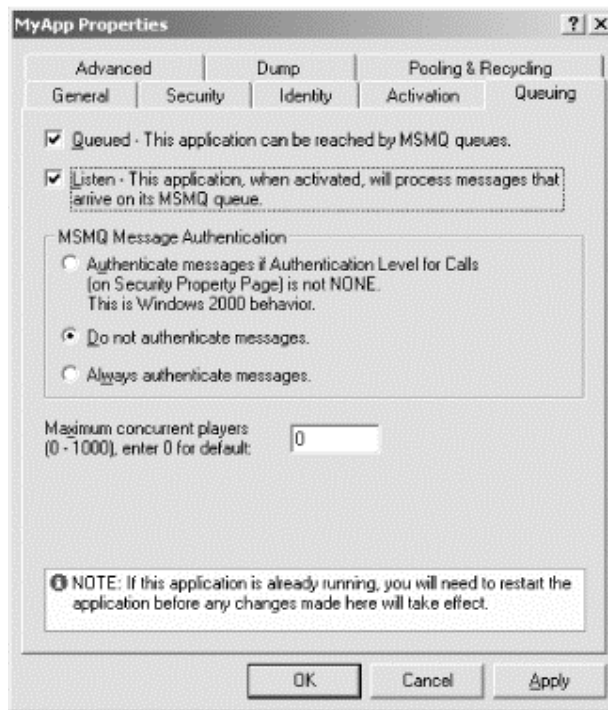 MyApp Properties
Advanced Dump Pooling & Recycling
General Security Identity Activation Queuing
Queued - This application can be reached by MSMQ queues.
Listen - This application, when activated, will process messages that
arrive on its MSMQ queue.
MSMQ Message Authentication
Authenticate messages if Authentication Level for Calls
(on Security Property Page) is not NONE.
This is Windows 2000 behavior.
Do not authenticate messages.
Always authenticate messages.
Maximum concurrent players
(0 - 1000), enter 0 for default:
0
NOTE: If this application is already running, you will need to restart the
application before any changes made here will take effect.
OK Cancel Apply